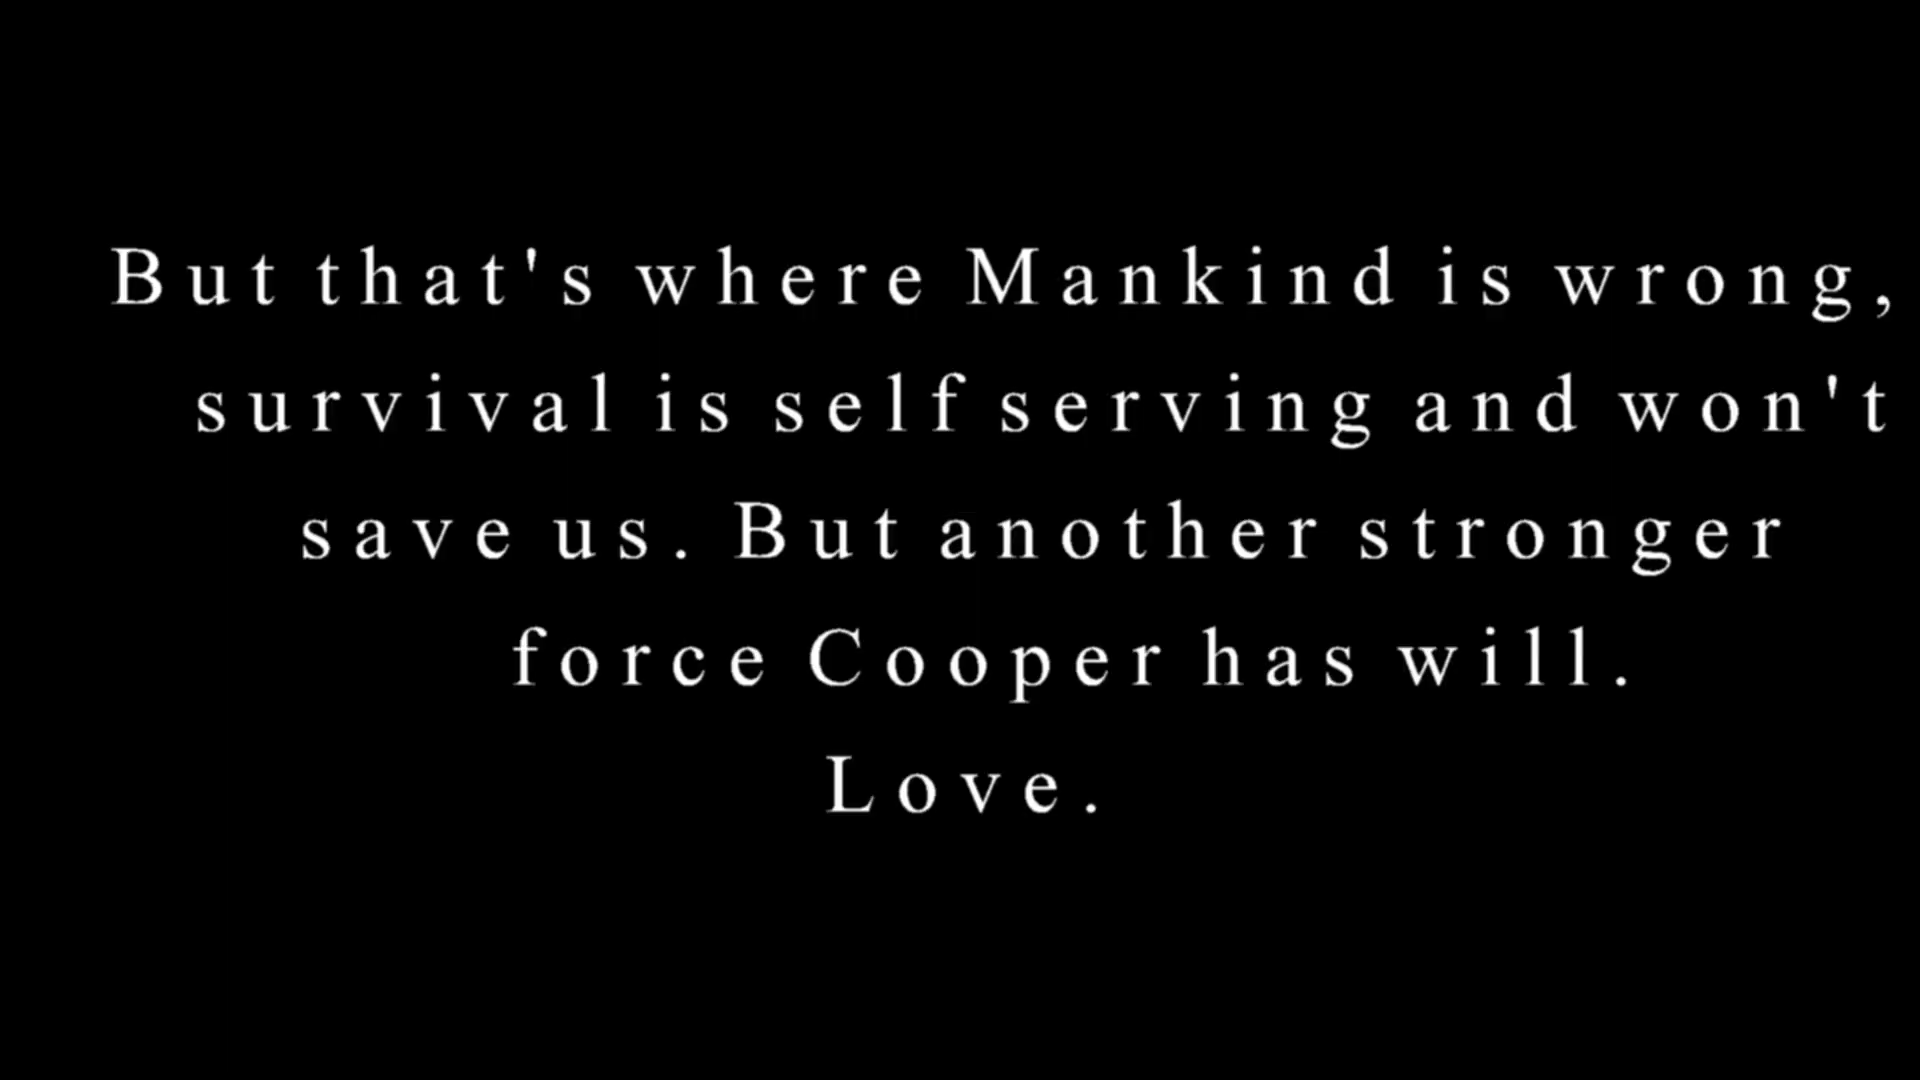 But that's where Mankind is wrong,
survival is self serving and won't
save us. But another stronger
force Cooper has will.
Love.